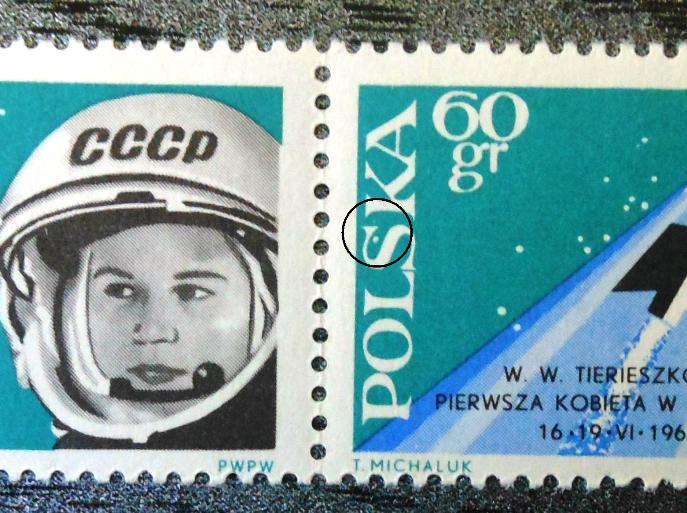 CCCP
POLSKA
60
gr
W. W. TIERIESZKO
PIERWSZA KOBIETA W
16·19·VI·196
PWPW
T. MICHALUK